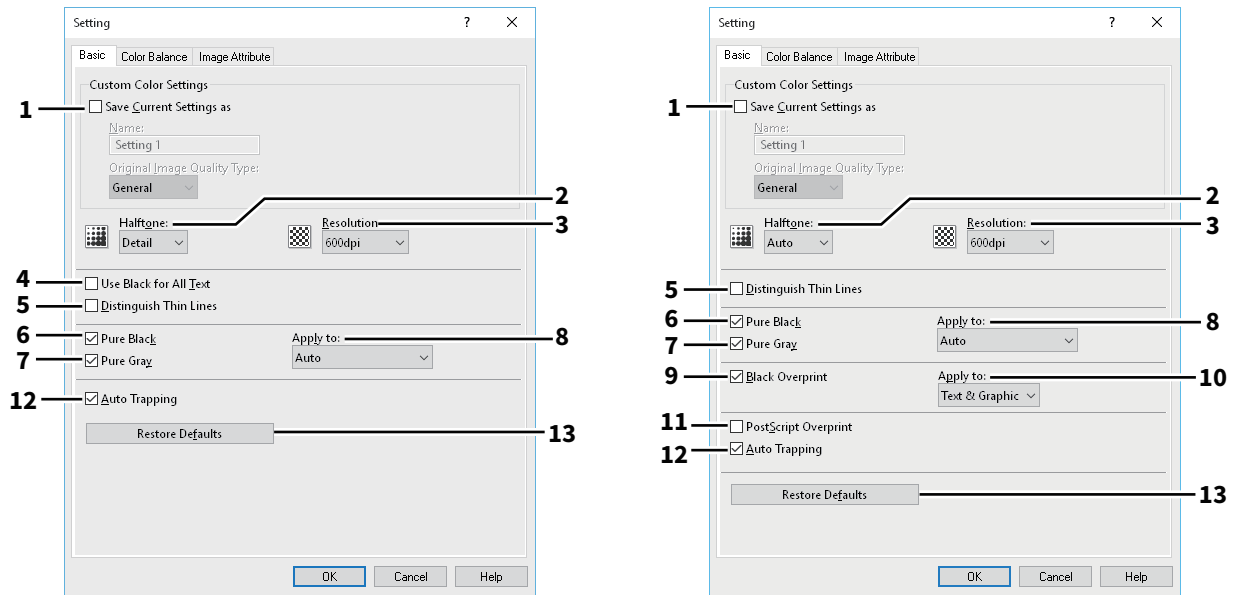 Setting ? ×
Basic Color Balance Image Attribute
Custom Color Settings
1 Save Current Settings as
Name:
Setting 1
Original Image Quality Type:
General
2
Halftone: Resolution 3
Detail 600dpi
4 Use Black for All Text
5 Distinguish Thin Lines
6 Pure Black Apply to: 8
7 Pure Gray Auto
12 Auto Trapping
Restore Defaults 13
OK Cancel Help
Setting ? ×
Basic Color Balance Image Attribute
Custom Color Settings
1 Save Current Settings as
Name:
Setting 1
Original Image Quality Type:
General
2
Halftone: Resolution: 3
Auto 600dpi
5 Distinguish Thin Lines
6 Pure Black Apply to: 8
7 Pure Gray Auto
9 Black Overprint Apply to: 10
Text & Graphic
11 PostScript Overprint
12 Auto Trapping
Restore Defaults 13
OK Cancel Help